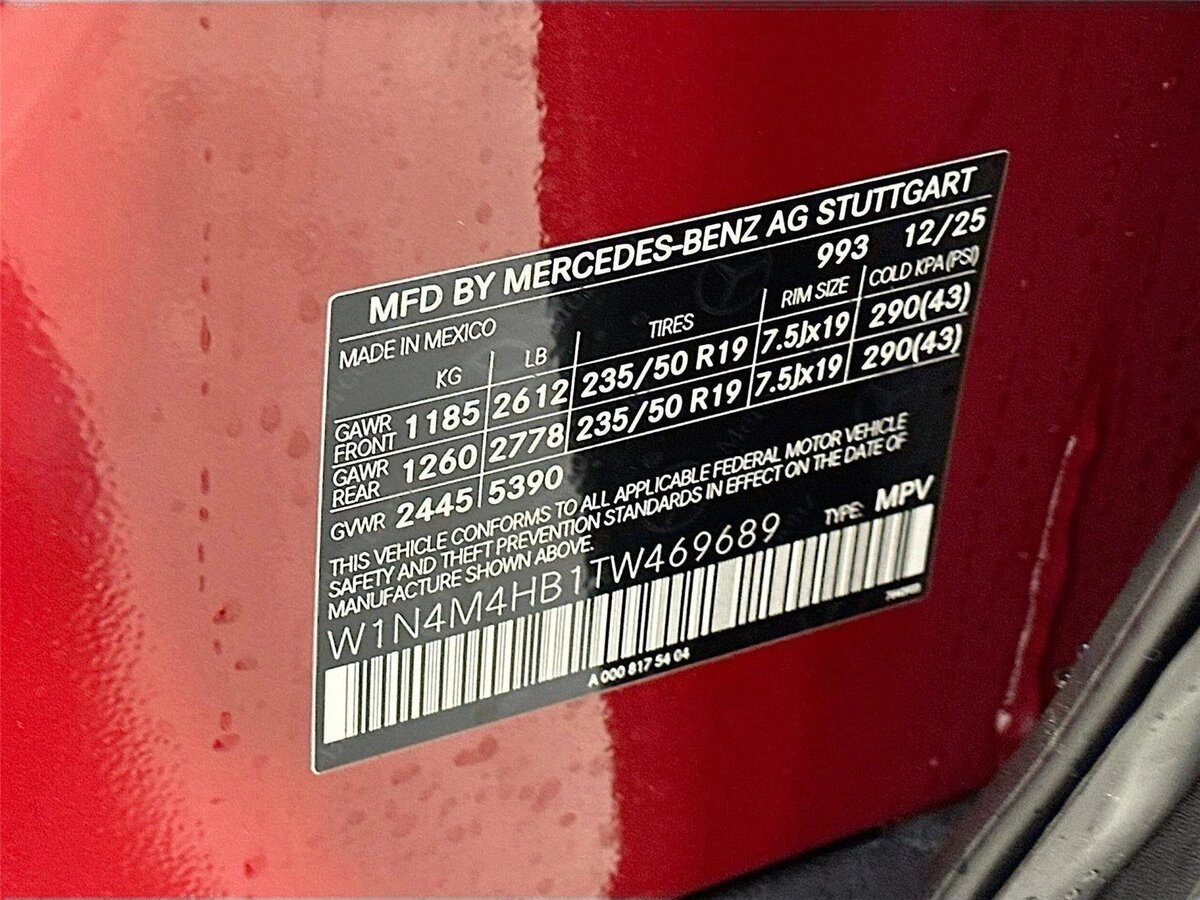 MFD BY MERCEDES-BENZ AG STUTTGART
MADE IN MEXICO 993 12/25
KG LB TIRES RIM SIZE COLD KPA(PSI)
GAWR FRONT 1185 2612 235/50 R19 7.5Jx19 290(43)
GAWR REAR 1260 2778 235/50 R19 7.5Jx19 290(43)
GVWR 2445 5390
THIS VEHICLE CONFORMS TO ALL APPLICABLE FEDERAL MOTOR VEHICLE
SAFETY AND THEFT PREVENTION STANDARDS IN EFFECT ON THE DATE OF
MANUFACTURE SHOWN ABOVE.
TYPE: MPV
W1N4M4HB1TW469689
A 000 817 54 04